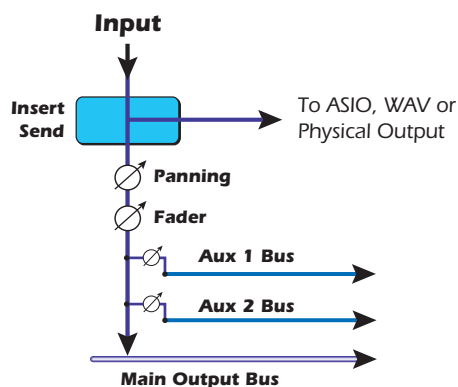 Input
Insert
Send
To ASIO, WAV or
Physical Output
Panning
Fader
Aux 1 Bus
Aux 2 Bus
Main Output Bus